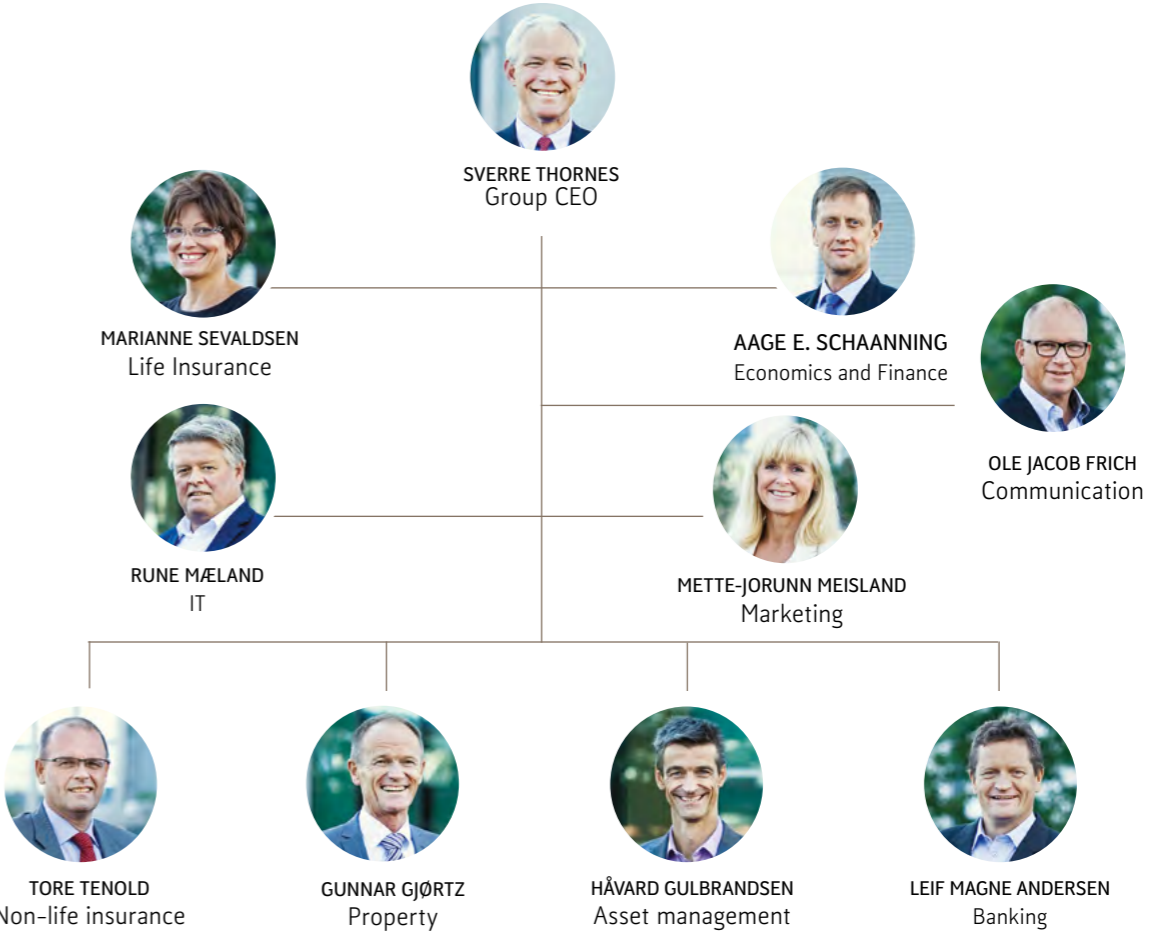 SVERRE THORNES
Group CEO
MARIANNE SEVALDSEN
Life Insurance
AAGE E. SCHAANNING
Economics and Finance
OLE JACOB FRICH
Communication
RUNE MÆLAND
IT
METTE-JORUNN MEISLAND
Marketing
TORE TENOLD
Non-life insurance
GUNNAR GJØRTZ
Property
HÅVARD GULBRANDSEN
Asset management
LEIF MAGNE ANDERSEN
Banking